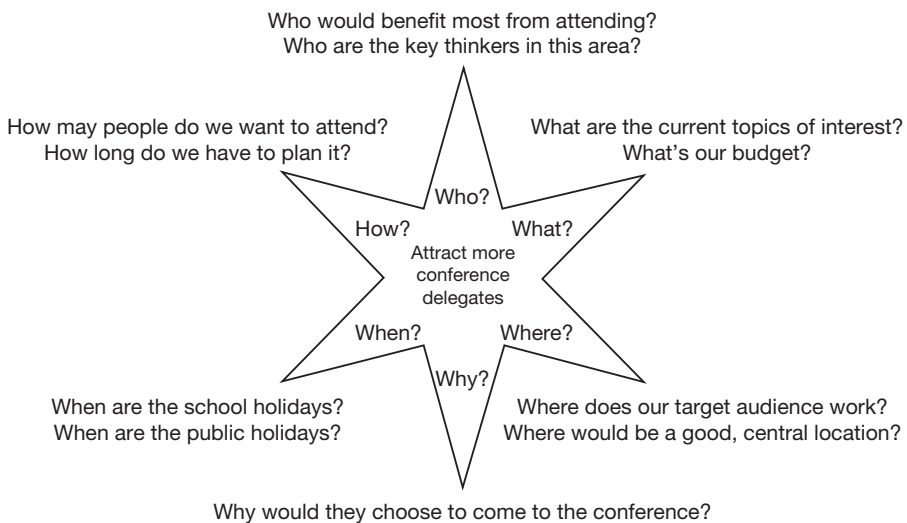 Who would benefit most from attending?
Who are the key thinkers in this area?
How may people do we want to attend?
How long do we have to plan it?
What are the current topics of interest?
What's our budget?
Who?
How?
What?
Attract more
conference
delegates
When?
Where?
Why?
When are the school holidays?
When are the public holidays?
Where does our target audience work?
Where would be a good, central location?
Why would they choose to come to the conference?